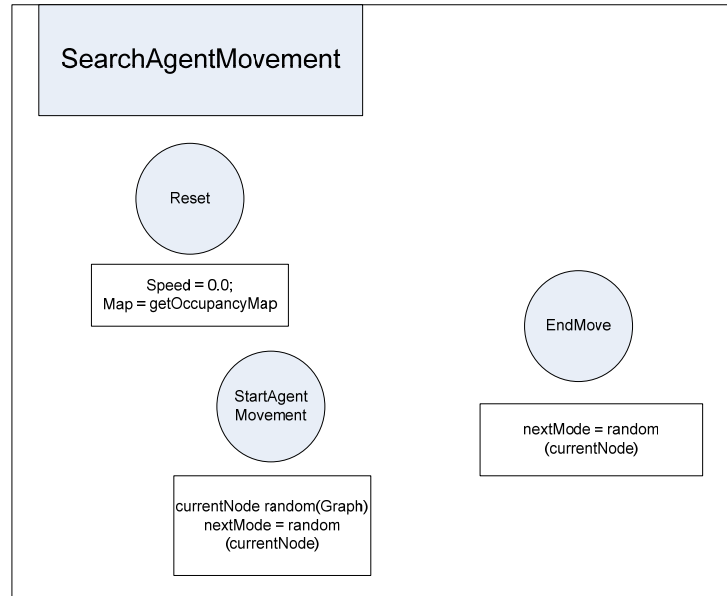 SearchAgentMovement
Reset
Speed = 0.0;
Map = getOccupancyMap
EndMove
StartAgent
Movement
nextMode = random
(currentNode)
currentNode random(Graph)
nextMode = random
(currentNode)